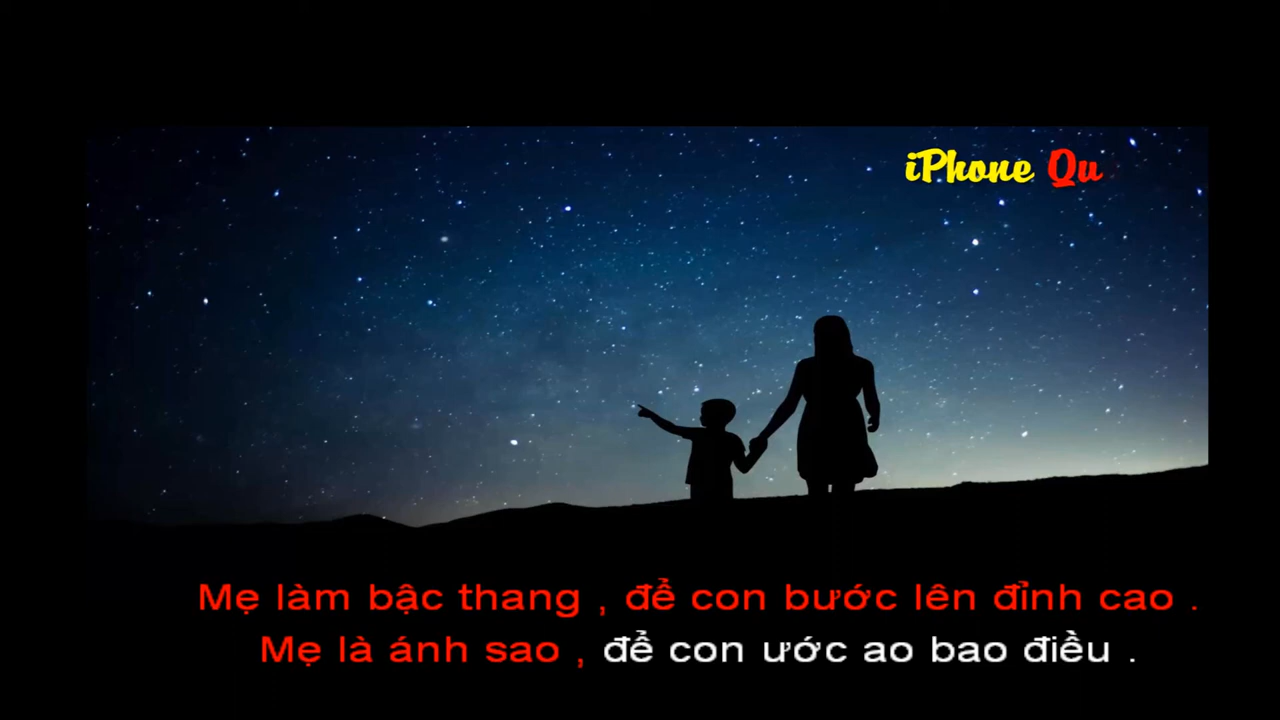 iPhone Qu
Mẹ làm bậc thang , để con bước lên đỉnh cao .
Mẹ là ánh sao , để con ước ao bao điều .